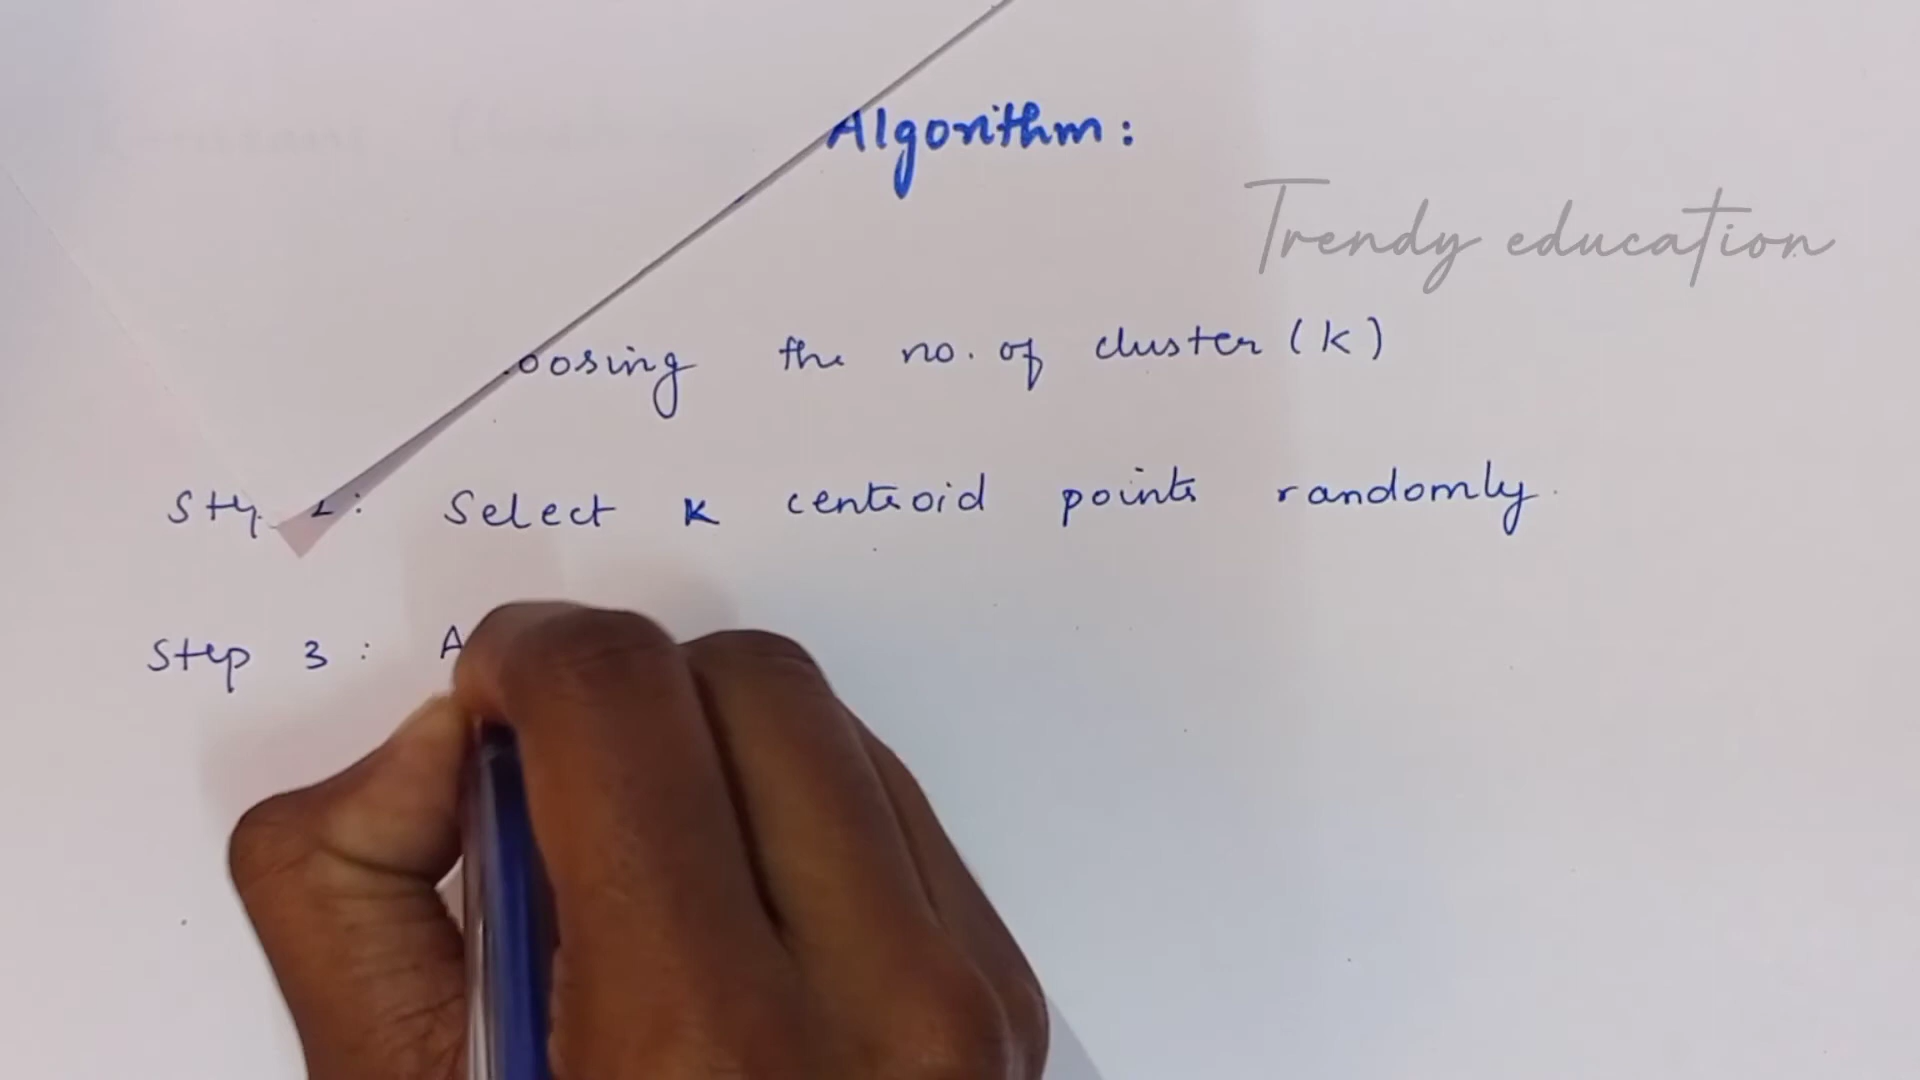 Algorithm:
Trendy education
oosing the no. of cluster (k)
Select k centroid points randomly.
Step 3: A